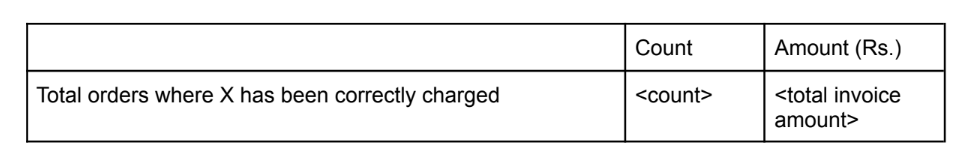 Count Amount (Rs.)
Total orders where X has been correctly charged <count> <total invoice
amount>